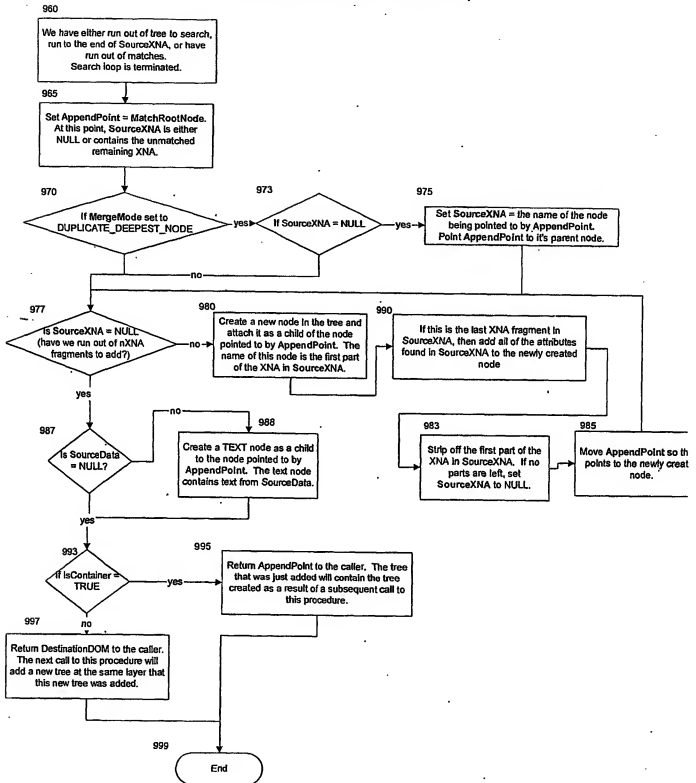 960
We have either run out of tree to search,
run to the end of SourceXNA, or have
run out of matches.
Search loop is terminated.
965
Set AppendPoint = MatchRootNode.
At this point, SourceXNA is either
NULL or contains the unmatched
remaining XNA.
970
If MergeMode set to
DUPLICATE_DEEPEST_NODE
yes
973
If SourceXNA = NULL
yes
975
Set SourceXNA = the name of the node
being pointed to by AppendPoint.
Point AppendPoint to it's parent node.
no
977
Is SourceXNA = NULL
(have we run out of nXNA
fragments to add?)
no
980
Create a new node in the tree and
attach it as a child of the node
pointed to by AppendPoint. The
name of this node is the first part
of the XNA in SourceXNA.
990
If this is the last XNA fragment in
SourceXNA, then add all of the attributes
found in SourceXNA to the newly created
node
yes
983
Strip off the first part of the
XNA in SourceXNA. If no
parts are left, set
SourceXNA to NULL.
985
Move AppendPoint so th
points to the newly creat
node.
987
Is SourceData
= NULL?
no
988
Create a TEXT node as a child
to the node pointed to by
AppendPoint. The text node
contains text from SourceData.
yes
993
If IsContainer =
TRUE
yes
995
Return AppendPoint to the caller. The tree
that was just added will contain the tree
created as a result of a subsequent call to
this procedure.
no
997
Return DestinationDOM to the caller.
The next call to this procedure will
add a new tree at the same layer that
this new tree was added.
999
End